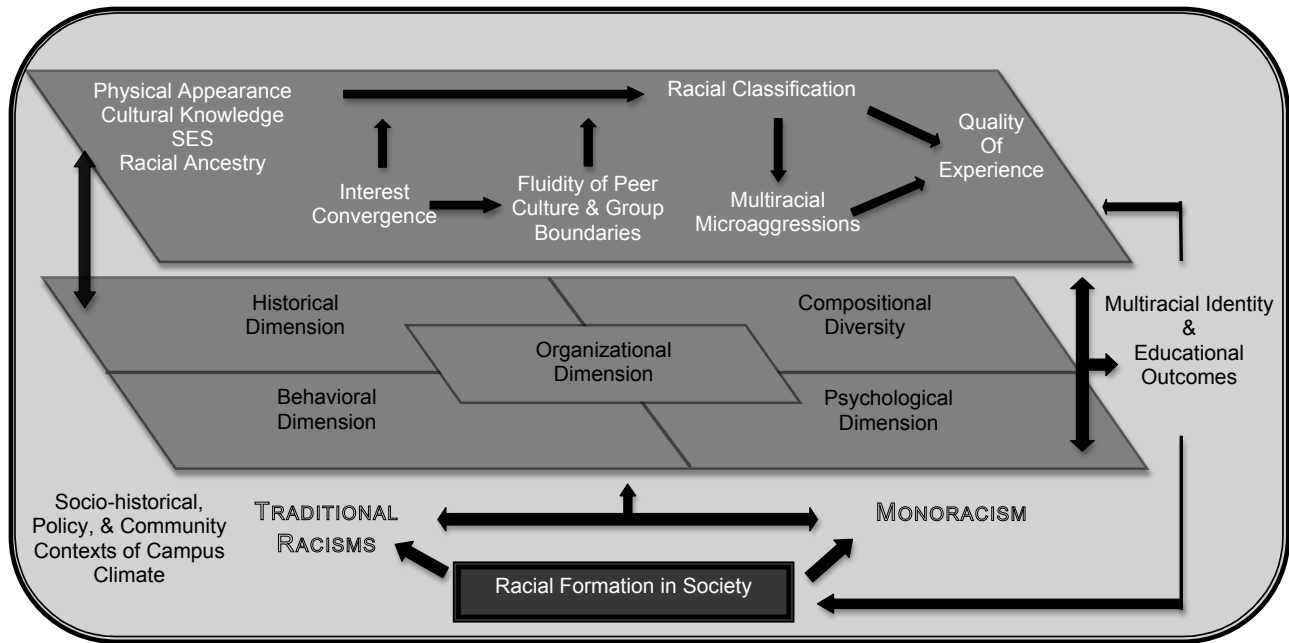 Physical Appearance
Cultural Knowledge
SES
Racial Ancestry
Racial Classification
Quality
Of
Experience
Interest
Convergence
Fluidity of Peer
Culture & Group
Boundaries
Multiracial
Microaggressions
Historical
Dimension
Compositional
Diversity
Organizational
Dimension
Behavioral
Dimension
Psychological
Dimension
Multiracial Identity
&
Educational
Outcomes
Socio-historical,
Policy, & Community
Contexts of Campus
Climate
TRADITIONAL
RACISMS
MONORACISM
Racial Formation in Society